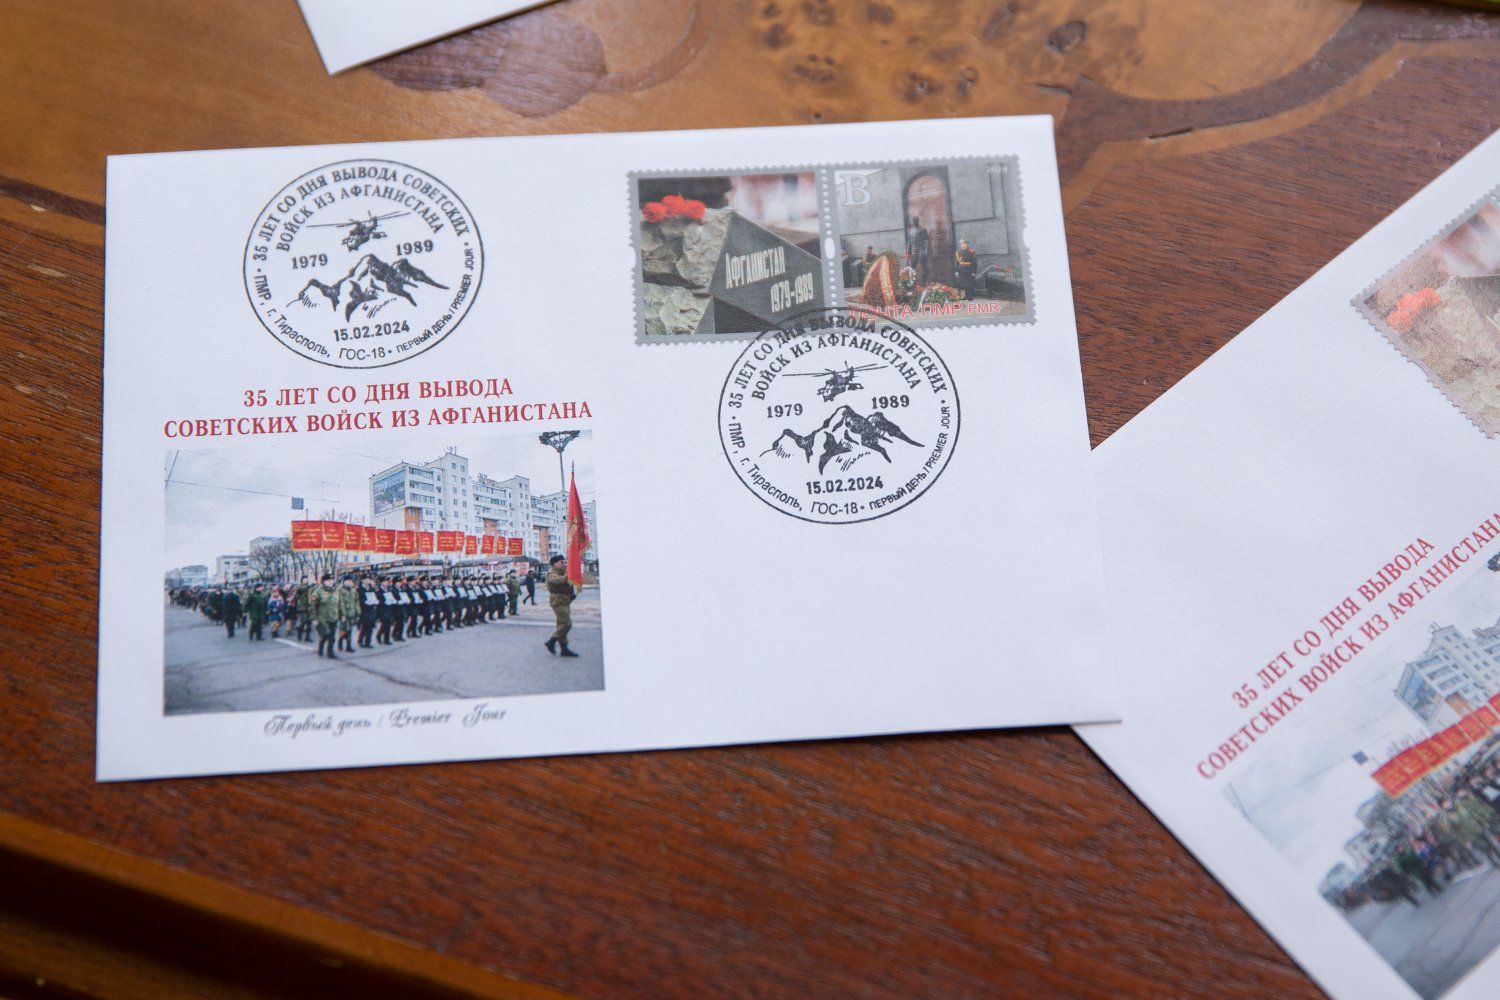 35 ЛЕТ СО ДНЯ ВЫВОДА СОВЕТСКИХ
ВОЙСК ИЗ АФГАНИСТАНА
1979 1989
15.02.2024
ПМР, г. Тирасполь, ГОС-18 • ПЕРВЫЙ ДЕНЬ / PREMIER JOUR •
35 ЛЕТ СО ДНЯ ВЫВОДА
СОВЕТСКИХ ВОЙСК ИЗ АФГАНИСТАНА
Первый день / Premier Jour
АФГАНИСТАН
1979-1989
B
2024
ПОЧТА ПМР PMR
35 ЛЕТ СО ДНЯ ВЫВОДА СОВЕТСКИХ
ВОЙСК ИЗ АФГАНИСТАНА
1979 1989
15.02.2024
ПМР, г. Тирасполь, ГОС-18 • ПЕРВЫЙ ДЕНЬ / PREMIER JOUR •
35 ЛЕТ СО ДНЯ ВЫВОДА
СОВЕТСКИХ ВОЙСК ИЗ АФГАНИСТАНА